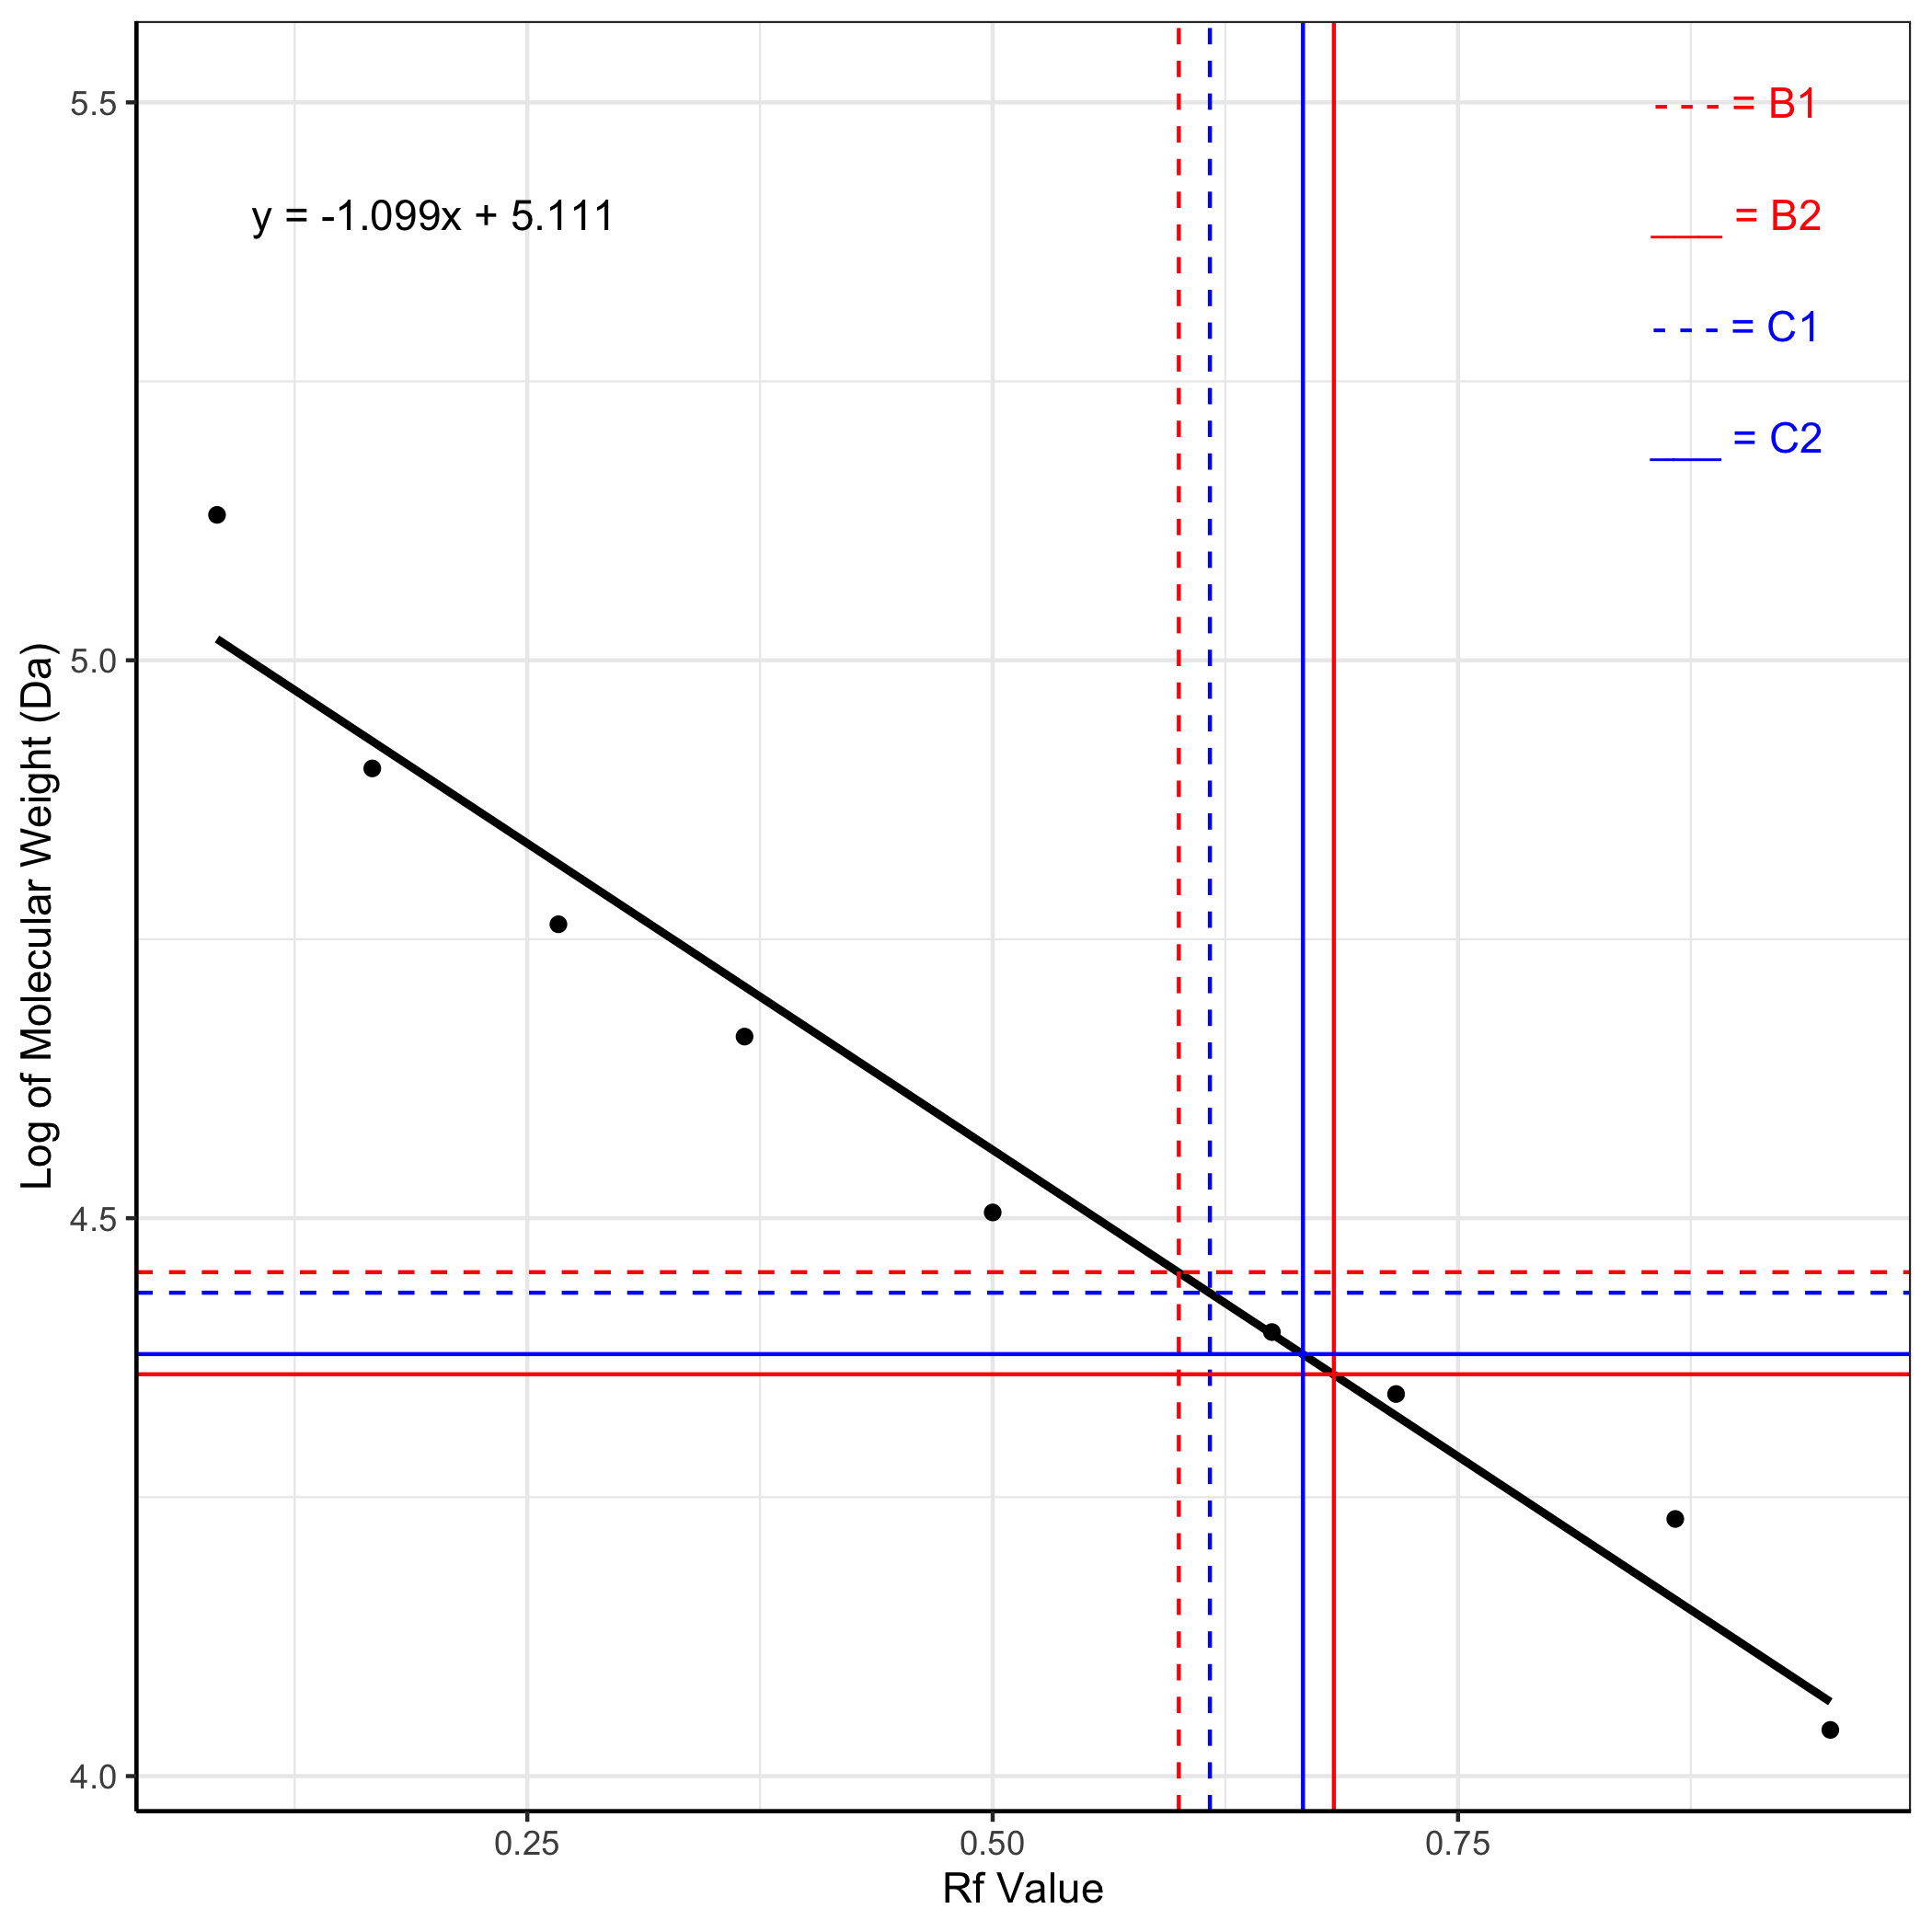 5.5
= B1
y = -1.099x + 5.111
= B2
= C1
= C2
5.0
Log of Molecular Weight (Da)
4.5
4.0
0.25
0.50
0.75
Rf Value